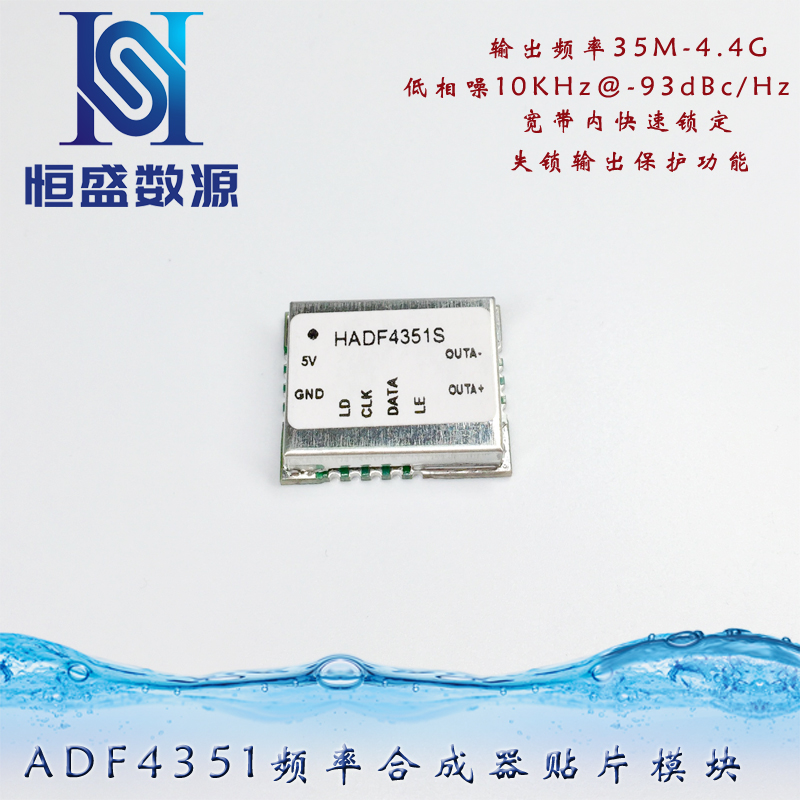 恒盛数源
输出频率35M-4.4G
低相噪10KHz@-93dBc/Hz
宽带内快速锁定
失锁输出保护功能
HADF4351S
5V
OUTA-
GND
OUTA+
LD
CLK
DATA
LE
ADF4351频率合成器贴片模块